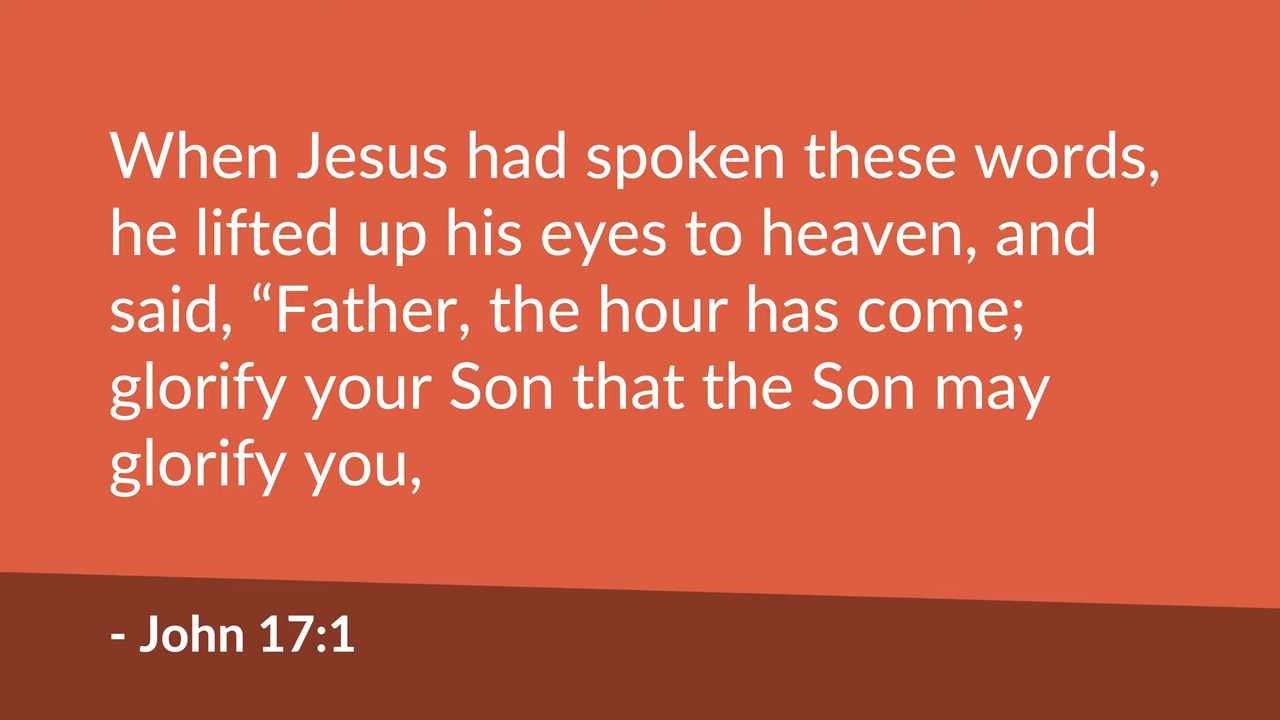 When Jesus had spoken these words,
he lifted up his eyes to heaven, and
said, “Father, the hour has come;
glorify your Son that the Son may
glorify you,
- John 17:1